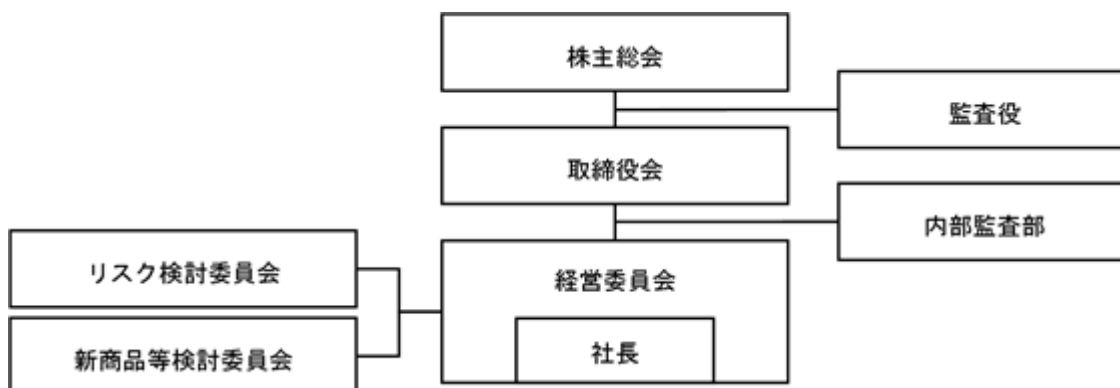 株主総会
監査役
取締役会
内部監査部
リスク検討委員会
経営委員会
新商品等検討委員会
社長